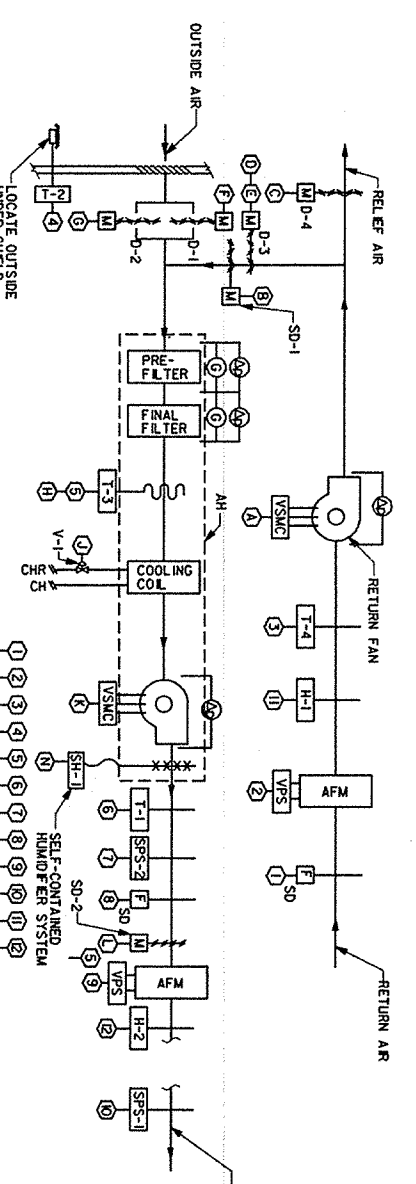 OUTSIDE AIR
RELIEF AIR
LOCATE OUTSIDE
T-2
4
G
M
D-2
D-1
F
M
D
E
M
D-3
C
M
D-4
M
B
SD-1
PRE-
FILTER
FINAL
FILTER
G
Δp
G
Δp
AH
H
5
T-3
V-1
J
CHR
CH
COOLING
COIL
K
VSMC
Δp
N
SH-1
SELF-CONTAINED
HUMIDIFIER SYSTEM
6
T-1
7
SPS-2
8
F
SD
SD-2
L
M
5
9
VPS
AFM
12
H-2
10
SPS-1
A
VSMC
Δp
RETURN FAN
3
T-4
11
H-1
2
VPS
AFM
1
F
SD
RETURN AIR
1
2
3
4
5
6
7
8
9
10
11
12